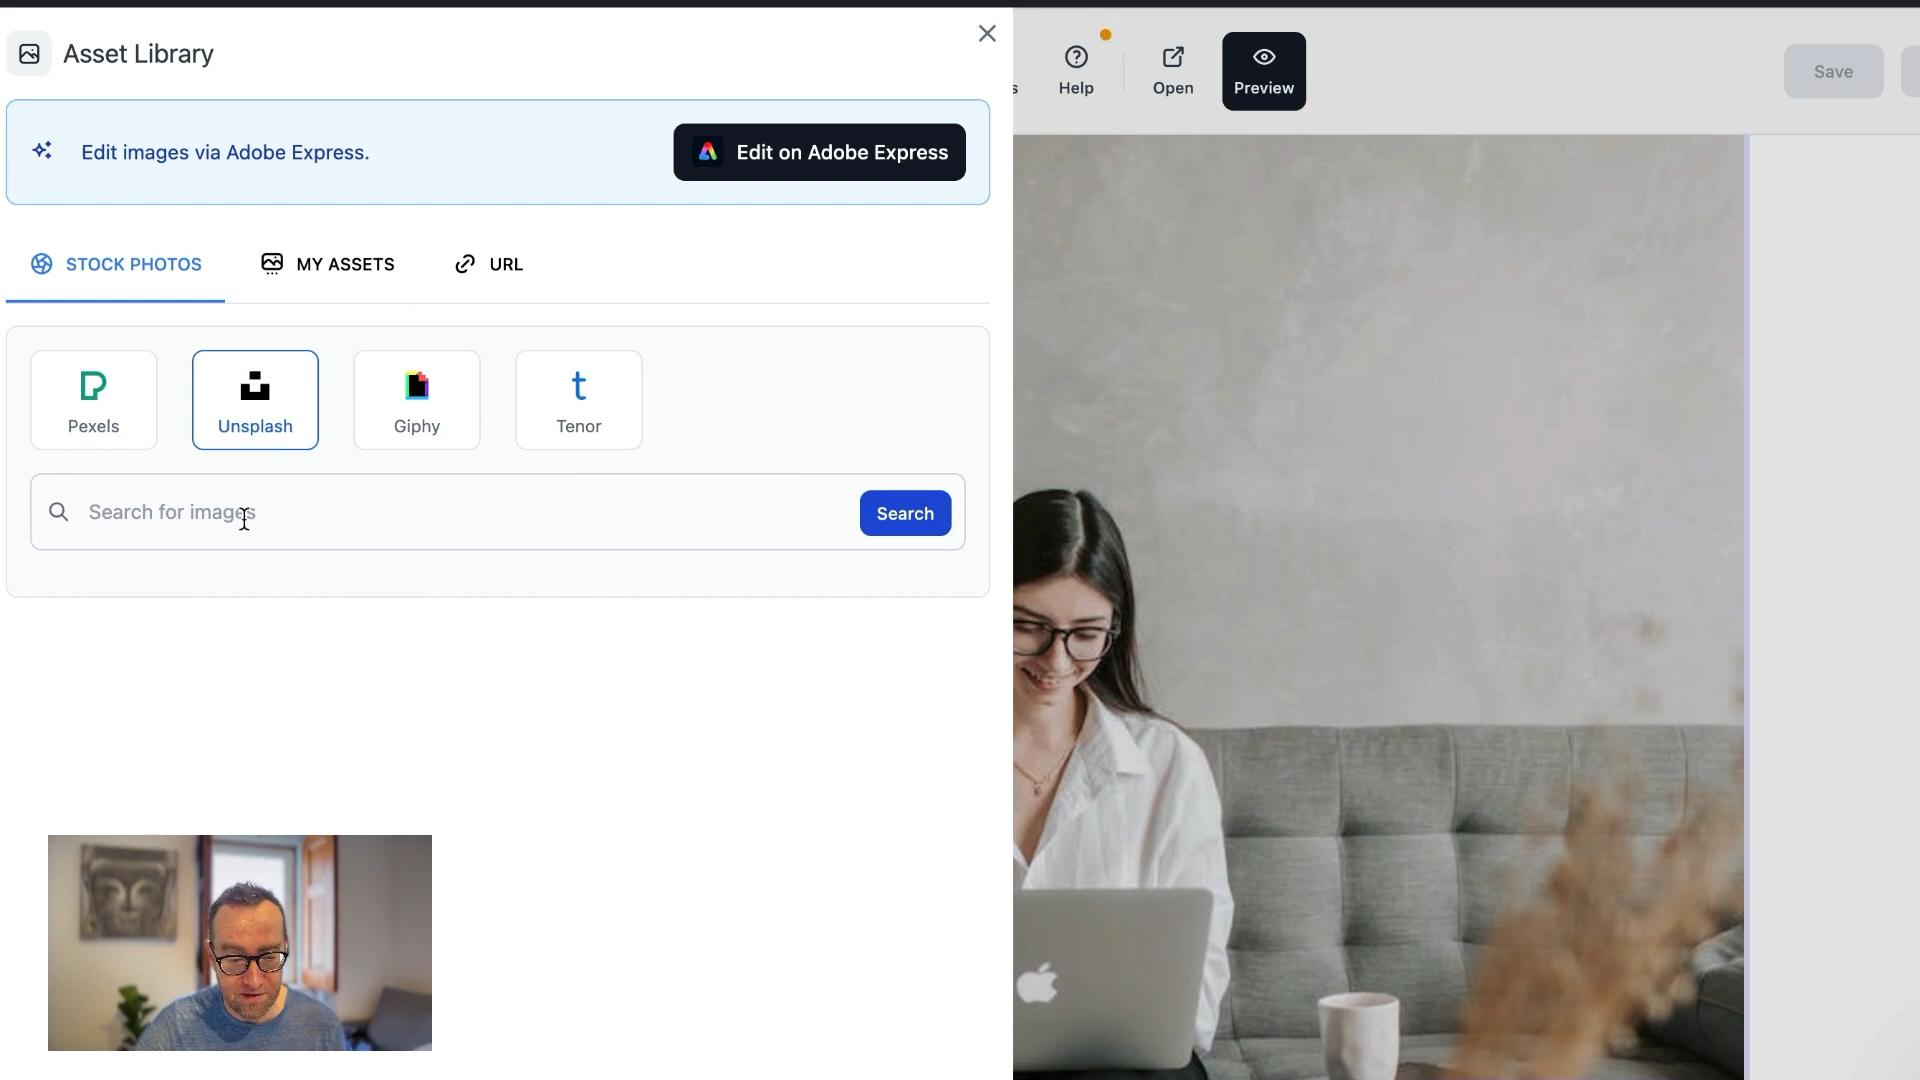 Asset Library
Help
Open
Preview
Save
Edit images via Adobe Express.
Edit on Adobe Express
STOCK PHOTOS
MY ASSETS
URL
Pexels
Unsplash
Giphy
Tenor
Search for images
Search